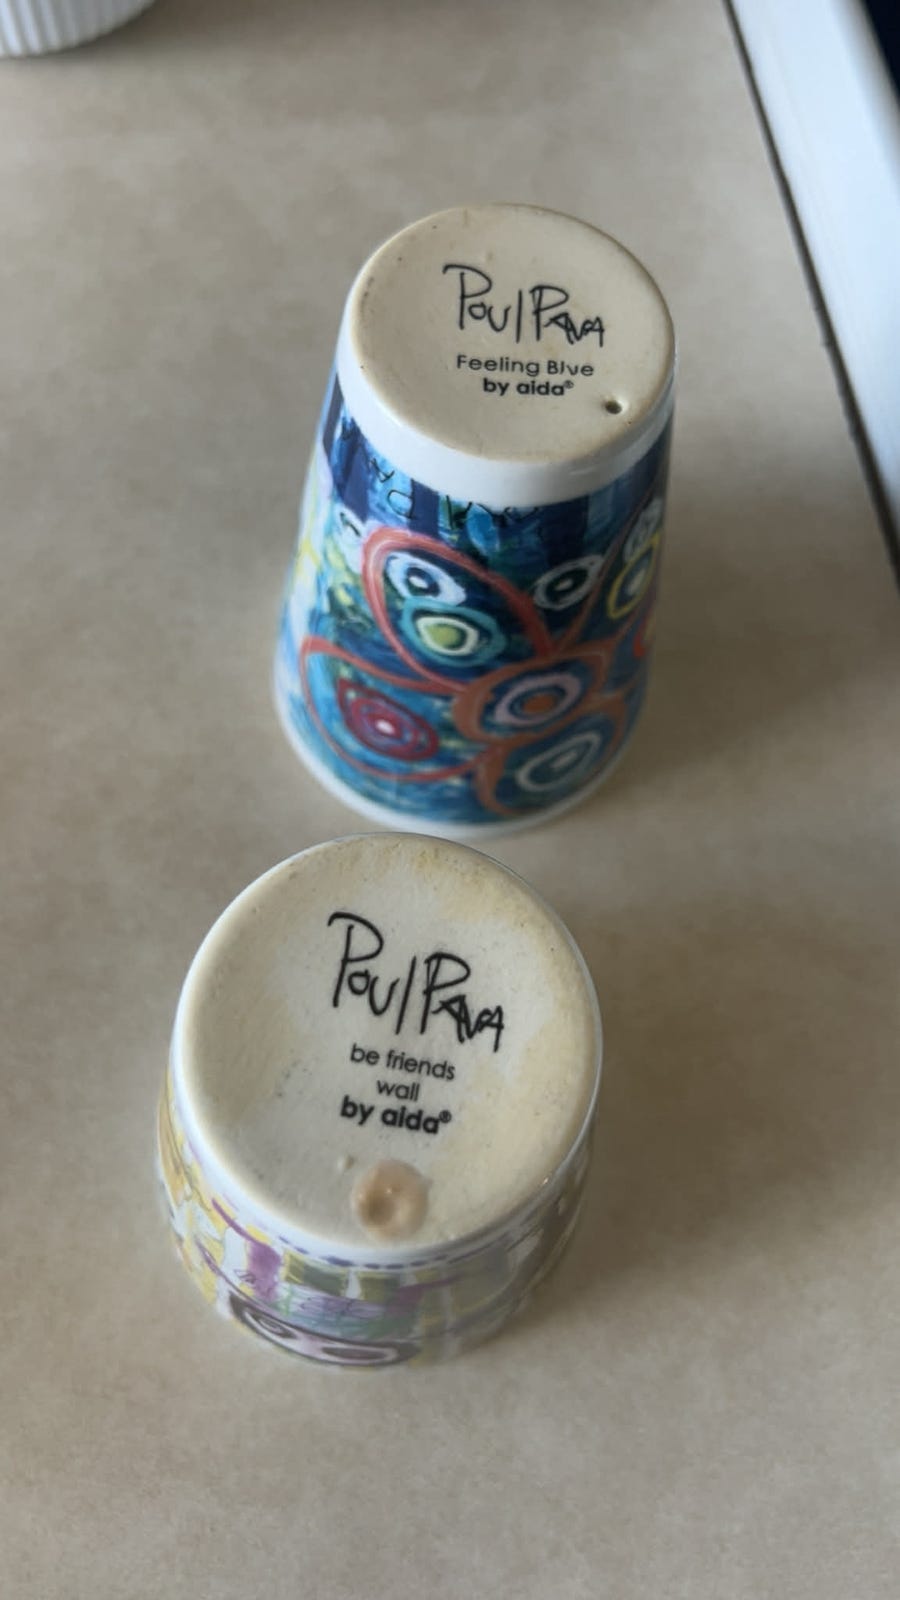 Poul Pava
Feeling Blue
by aida®
Poul Pava
be friends
wall
by aida®